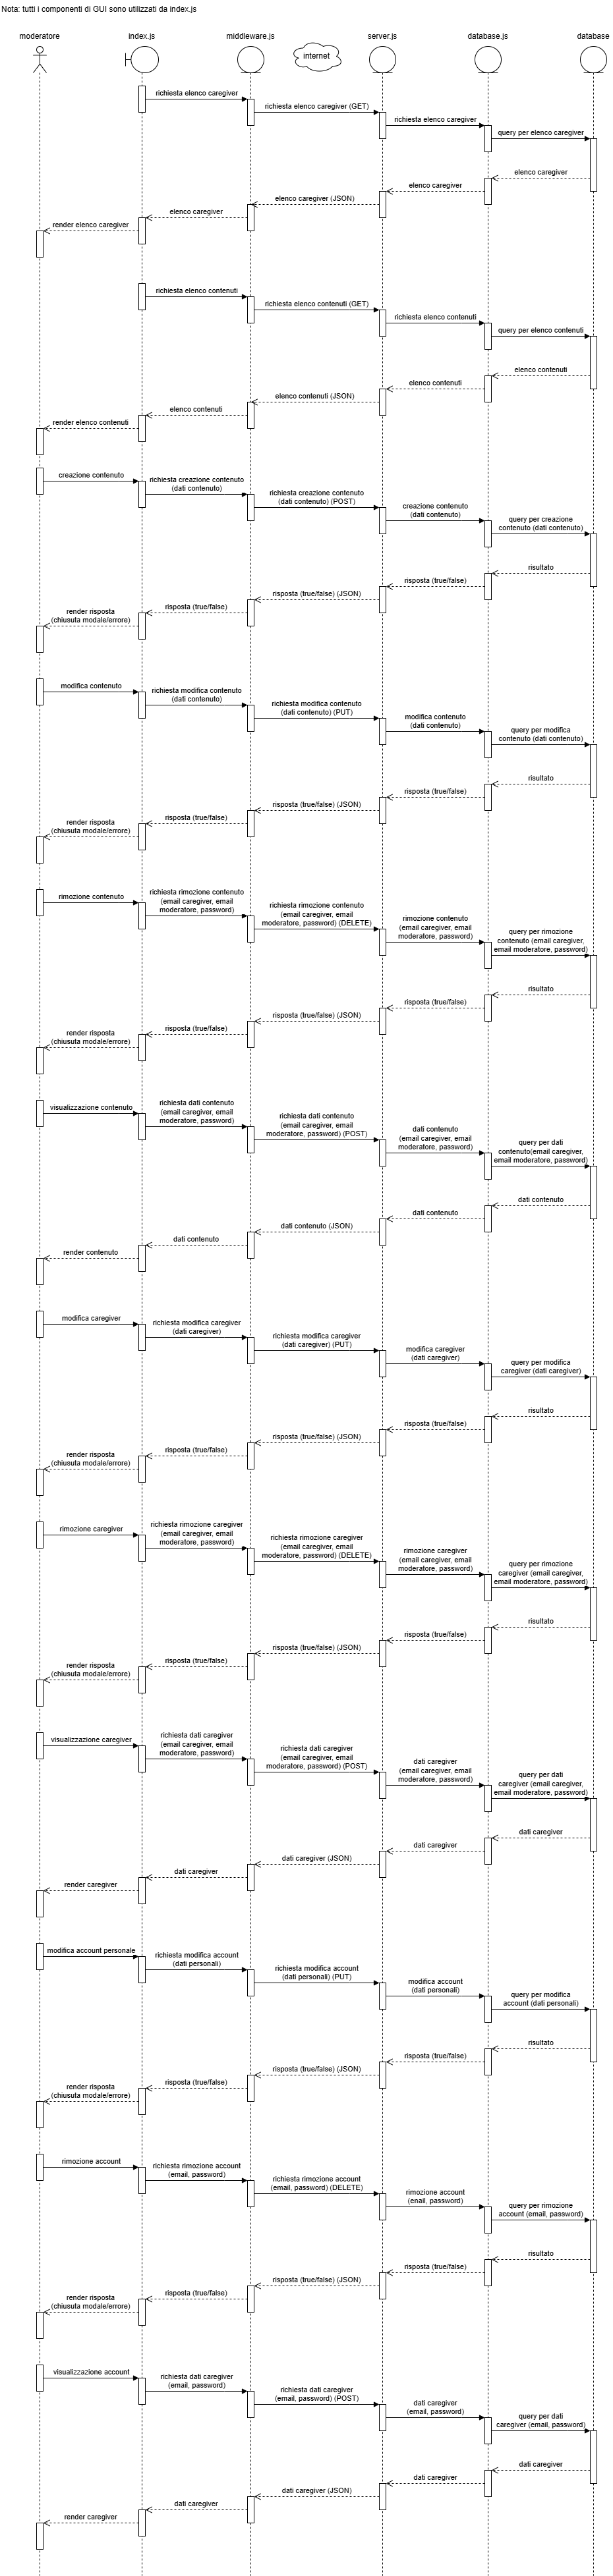 Nota: tutti i componenti di GUI sono utilizzati da index.js
moderatore
index.js
middleware.js
internet
server.js
database.js
database
richiesta elenco caregiver
richiesta elenco caregiver (GET)
richiesta elenco caregiver
query per elenco caregiver
elenco caregiver
elenco caregiver
elenco caregiver (JSON)
elenco caregiver
render elenco caregiver
richiesta elenco contenuti
richiesta elenco contenuti (GET)
richiesta elenco contenuti
query per elenco contenuti
elenco contenuti
elenco contenuti
elenco contenuti (JSON)
elenco contenuti
render elenco contenuti
creazione contenuto
richiesta creazione contenuto
(dati contenuto)
richiesta creazione contenuto
(dati contenuto) (POST)
creazione contenuto
(dati contenuto)
query per creazione
contenuto (dati contenuto)
risultato
risposta (true/false)
risposta (true/false) (JSON)
risposta (true/false)
render risposta
(chiusuta modale/errore)
modifica contenuto
richiesta modifica contenuto
(dati contenuto)
richiesta modifica contenuto
(dati contenuto) (PUT)
modifica contenuto
(dati contenuto)
query per modifica
contenuto (dati contenuto)
risultato
risposta (true/false)
risposta (true/false) (JSON)
risposta (true/false)
render risposta
(chiusuta modale/errore)
rimozione contenuto
richiesta rimozione contenuto
(email caregiver, email
moderatore, password)
richiesta rimozione contenuto
(email caregiver, email
moderatore, password) (DELETE)
rimozione contenuto
(email caregiver, email
moderatore, password)
query per rimozione
contenuto (email caregiver,
email moderatore, password)
risultato
risposta (true/false)
risposta (true/false) (JSON)
risposta (true/false)
render risposta
(chiusuta modale/errore)
visualizzazione contenuto
richiesta dati contenuto
(email caregiver, email
moderatore, password)
richiesta dati contenuto
(email caregiver, email
moderatore, password) (POST)
dati contenuto
(email caregiver, email
moderatore, password)
query per dati
contenuto(email caregiver,
email moderatore, password)
dati contenuto
dati contenuto
dati contenuto (JSON)
dati contenuto
render contenuto
modifica caregiver
richiesta modifica caregiver
(dati caregiver)
richiesta modifica caregiver
(dati caregiver) (PUT)
modifica caregiver
(dati caregiver)
query per modifica
caregiver (dati caregiver)
risultato
risposta (true/false)
risposta (true/false) (JSON)
risposta (true/false)
render risposta
(chiusuta modale/errore)
rimozione caregiver
richiesta rimozione caregiver
(email caregiver, email
moderatore, password)
richiesta rimozione caregiver
(email caregiver, email
moderatore, password) (DELETE)
rimozione caregiver
(email caregiver, email
moderatore, password)
query per rimozione
caregiver (email caregiver,
email moderatore, password)
risultato
risposta (true/false)
risposta (true/false) (JSON)
risposta (true/false)
render risposta
(chiusuta modale/errore)
visualizzazione caregiver
richiesta dati caregiver
(email caregiver, email
moderatore, password)
richiesta dati caregiver
(email caregiver, email
moderatore, password) (POST)
dati caregiver
(email caregiver, email
moderatore, password)
query per dati
caregiver (email caregiver,
email moderatore, password)
dati caregiver
dati caregiver
dati caregiver (JSON)
dati caregiver
render caregiver
modifica account personale
richiesta modifica account
(dati personali)
richiesta modifica account
(dati personali) (PUT)
modifica account
(dati personali)
query per modifica
account (dati personali)
risultato
risposta (true/false)
risposta (true/false) (JSON)
risposta (true/false)
render risposta
(chiusuta modale/errore)
rimozione account
richiesta rimozione account
(email, password)
richiesta rimozione account
(email, password) (DELETE)
rimozione account
(enail, password)
query per rimozione
account (email, password)
risultato
risposta (true/false)
risposta (true/false) (JSON)
risposta (true/false)
render risposta
(chiusuta modale/errore)
visualizzazione account
richiesta dati caregiver
(email, password)
richiesta dati caregiver
(email, password) (POST)
dati caregiver
(email, password)
query per dati
caregiver (email, password)
dati caregiver
dati caregiver
dati caregiver (JSON)
dati caregiver
render caregiver